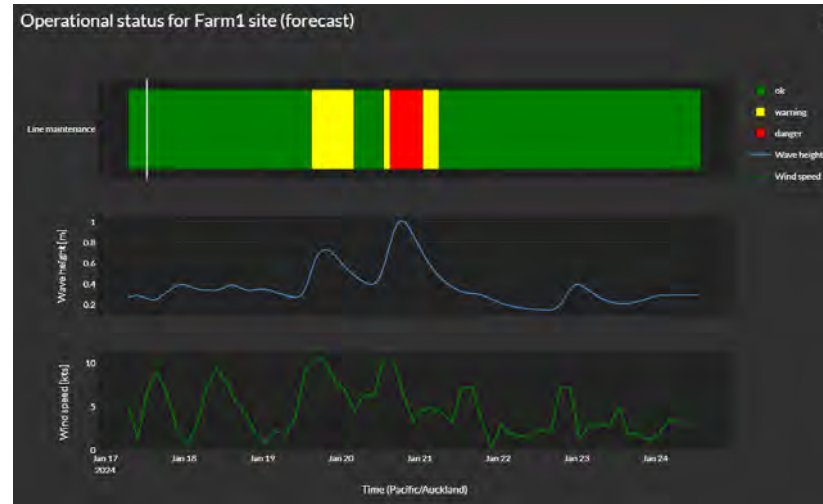 Operational status for Farm1 site (forecast)
Line maintenance
ok
warning
danger
Wave height
Wind speed
Wave height [m]
1
0.8
0.6
0.4
0.2
Wind speed [kts]
10
5
0
Jan 17
2024
Jan 18
Jan 19
Jan 20
Jan 21
Jan 22
Jan 23
Jan 24
Time (Pacific/Auckland)